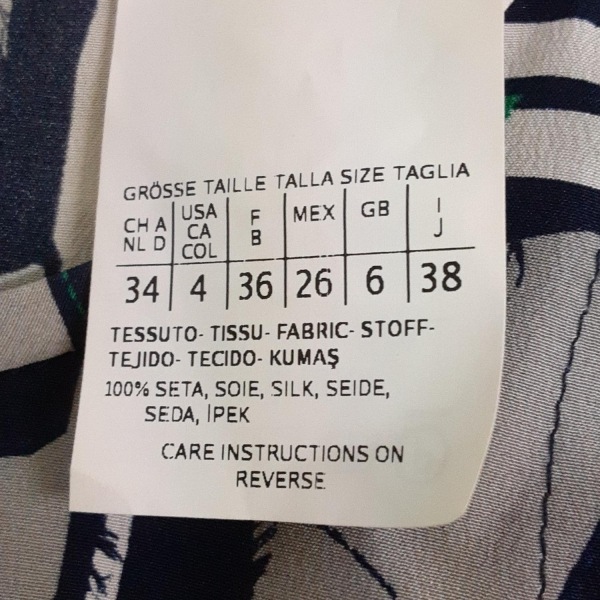 GRÖSSE TAILLE TALLA SIZE TAGLIA
CH A USA F MEX GB I
NL D CA B J
COL
34 4 36 26 6 38
TESSUTO- TISSU- FABRIC- STOFF-
TEJIDO- TECIDO- KUMAŞ
100% SETA, SOIE, SILK, SEIDE,
SEDA, İPEK
CARE INSTRUCTIONS ON
REVERSE